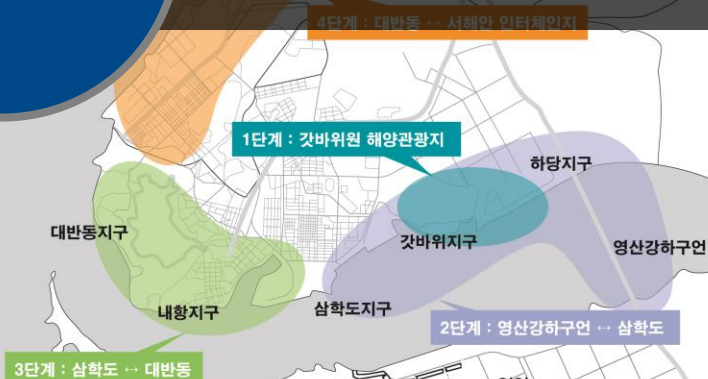 4단계 : 대반동 ↔ 서해안 인터체인지
1단계 : 갓바위원 해양관광지
하당지구
대반동지구
갓바위지구
영산강하구언
내항지구
삼학도지구
2단계 : 영산강하구언 ↔ 삼학도
3단계 : 삼학도 ↔ 대반동